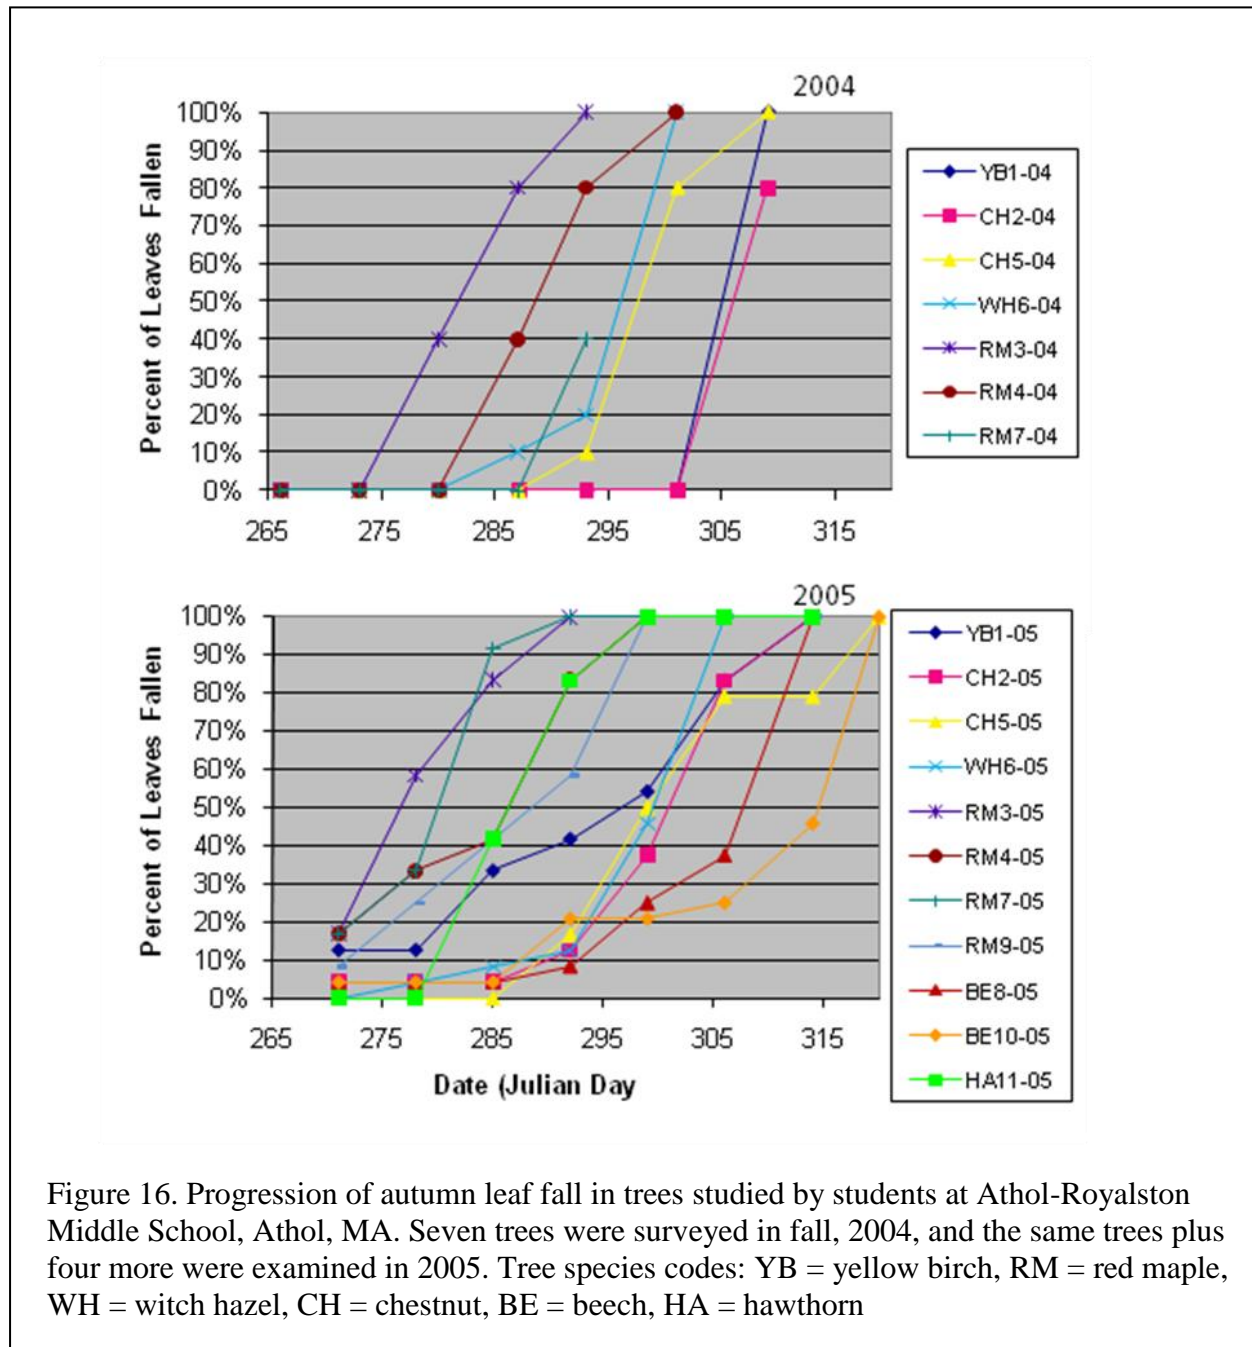 2004
100%
90%
80%
70%
60%
50%
40%
30%
20%
10%
0%
Percent of Leaves Fallen
265 275 285 295 305 315
YB1-04
CH2-04
CH5-04
WH6-04
RM3-04
RM4-04
RM7-04
2005
100%
90%
80%
70%
60%
50%
40%
30%
20%
10%
0%
Percent of Leaves Fallen
265 275 285 295 305 315
Date (Julian Day
YB1-05
CH2-05
CH5-05
WH6-05
RM3-05
RM4-05
RM7-05
RM9-05
BE8-05
BE10-05
HA11-05
Figure 16. Progression of autumn leaf fall in trees studied by students at Athol-Royalston
Middle School, Athol, MA. Seven trees were surveyed in fall, 2004, and the same trees plus
four more were examined in 2005. Tree species codes: YB = yellow birch, RM = red maple,
WH = witch hazel, CH = chestnut, BE = beech, HA = hawthorn